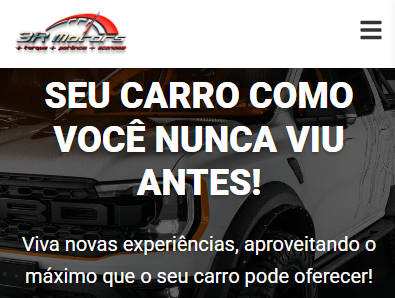 3R Motors
+ torque + potência + economia
SEU CARRO COMO
VOCÊ NUNCA VIU
ANTES!
Viva novas experiências, aproveitando o
máximo que o seu carro pode oferecer!